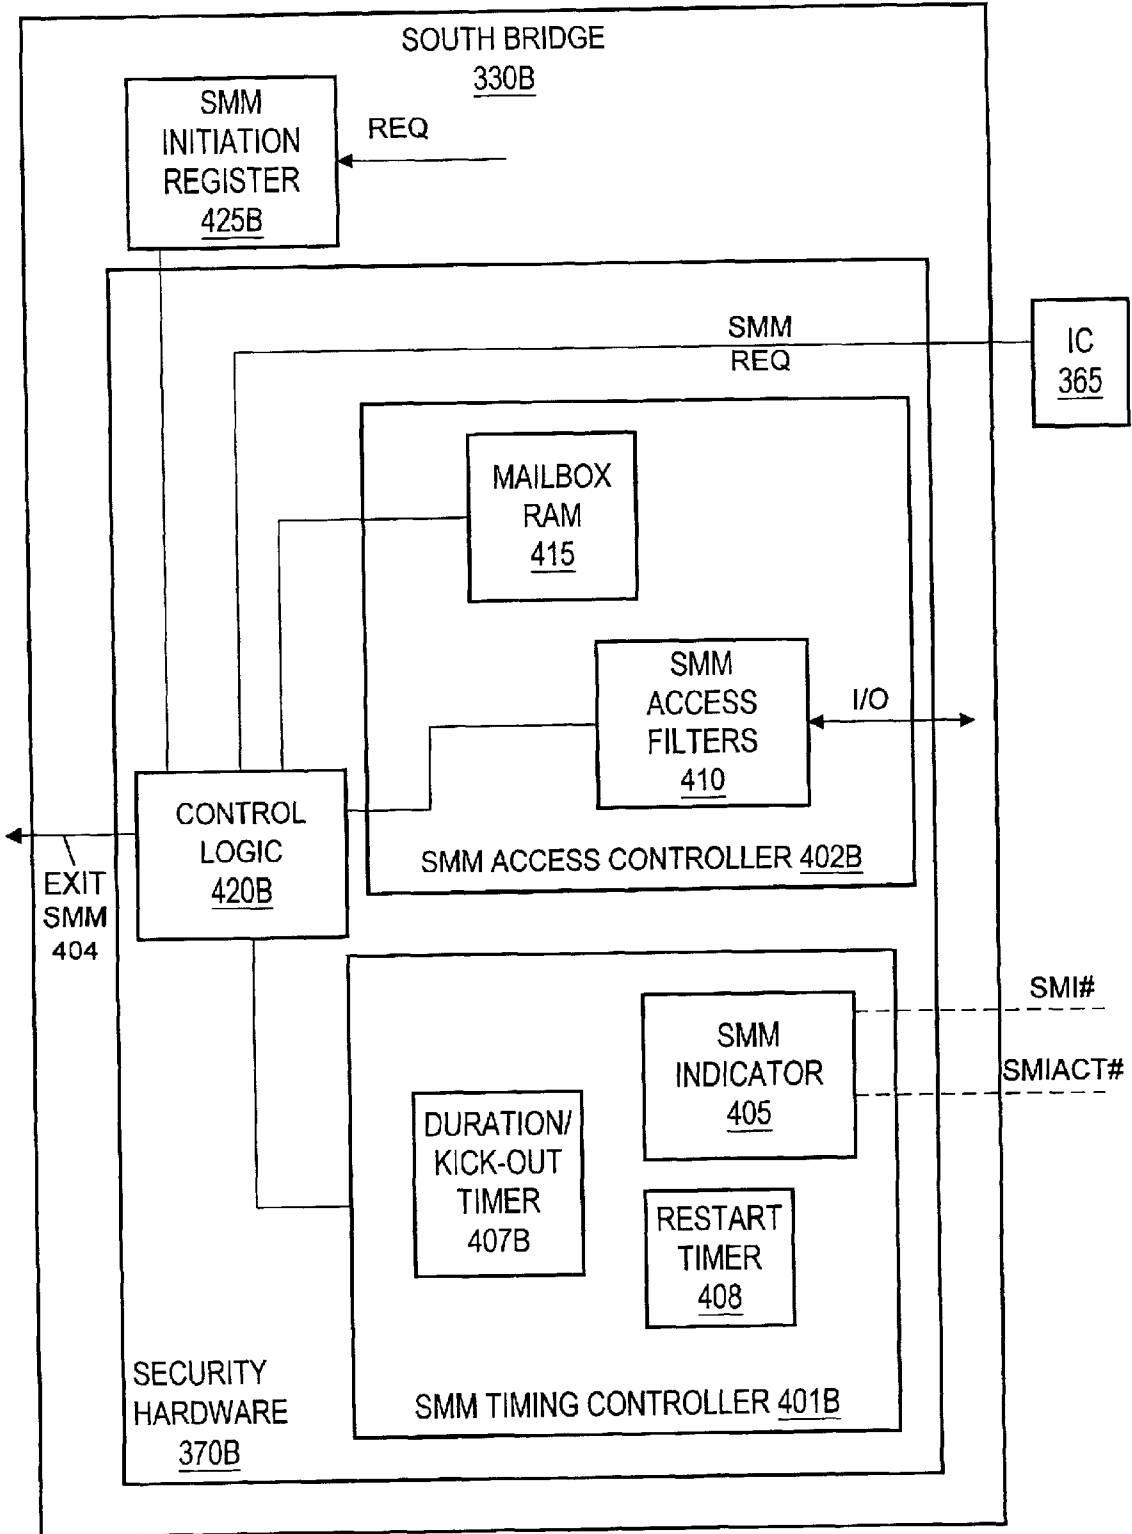 SOUTH BRIDGE
330B
SMM
INITIATION
REGISTER
425B
REQ
SMM
REQ
IC
365
MAILBOX
RAM
415
SMM
ACCESS
FILTERS
410
I/O
CONTROL
LOGIC
420B
SMM ACCESS CONTROLLER 402B
EXIT
SMM
404
SMI#
SMM
INDICATOR
405
SMIACT#
DURATION/
KICK-OUT
TIMER
407B
RESTART
TIMER
408
SECURITY
HARDWARE
370B
SMM TIMING CONTROLLER 401B